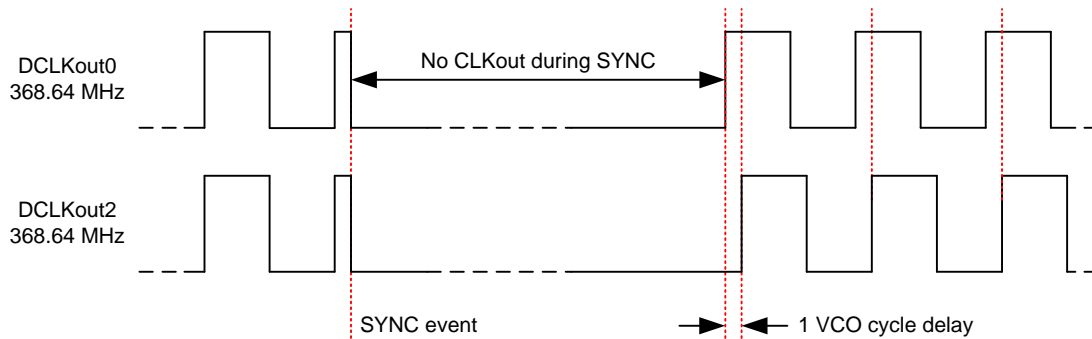 DCLKout0
368.64 MHz
No CLKout during SYNC
DCLKout2
368.64 MHz
SYNC event
1 VCO cycle delay